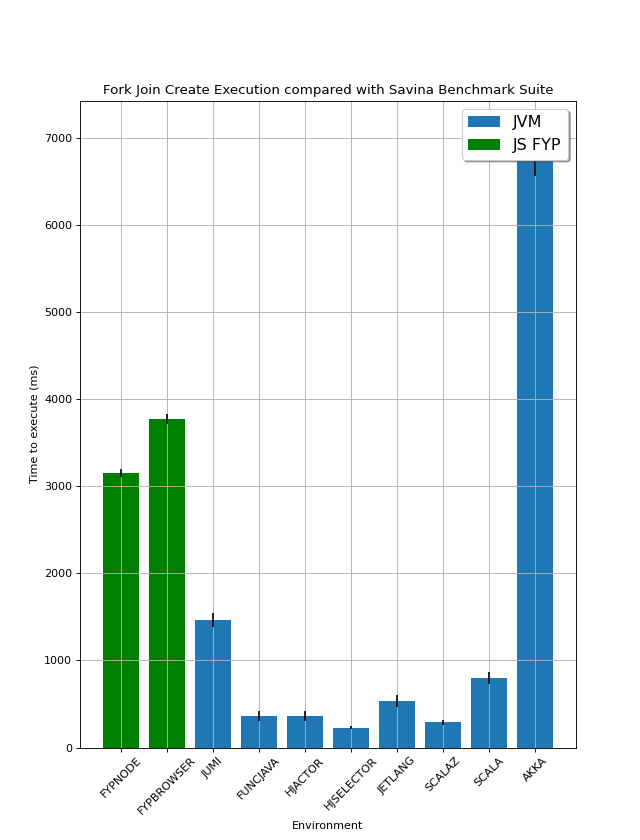 Fork Join Create Execution compared with Savina Benchmark Suite
JVM
JS FYP
7000
6000
5000
4000
3000
2000
1000
0
Time to execute (ms)
FYPNODE
FYPBROWSER
JUMI
FUNCJAVA
HJACTOR
HJSELECTOR
JETLANG
SCALAZ
SCALA
AKKA
Environment